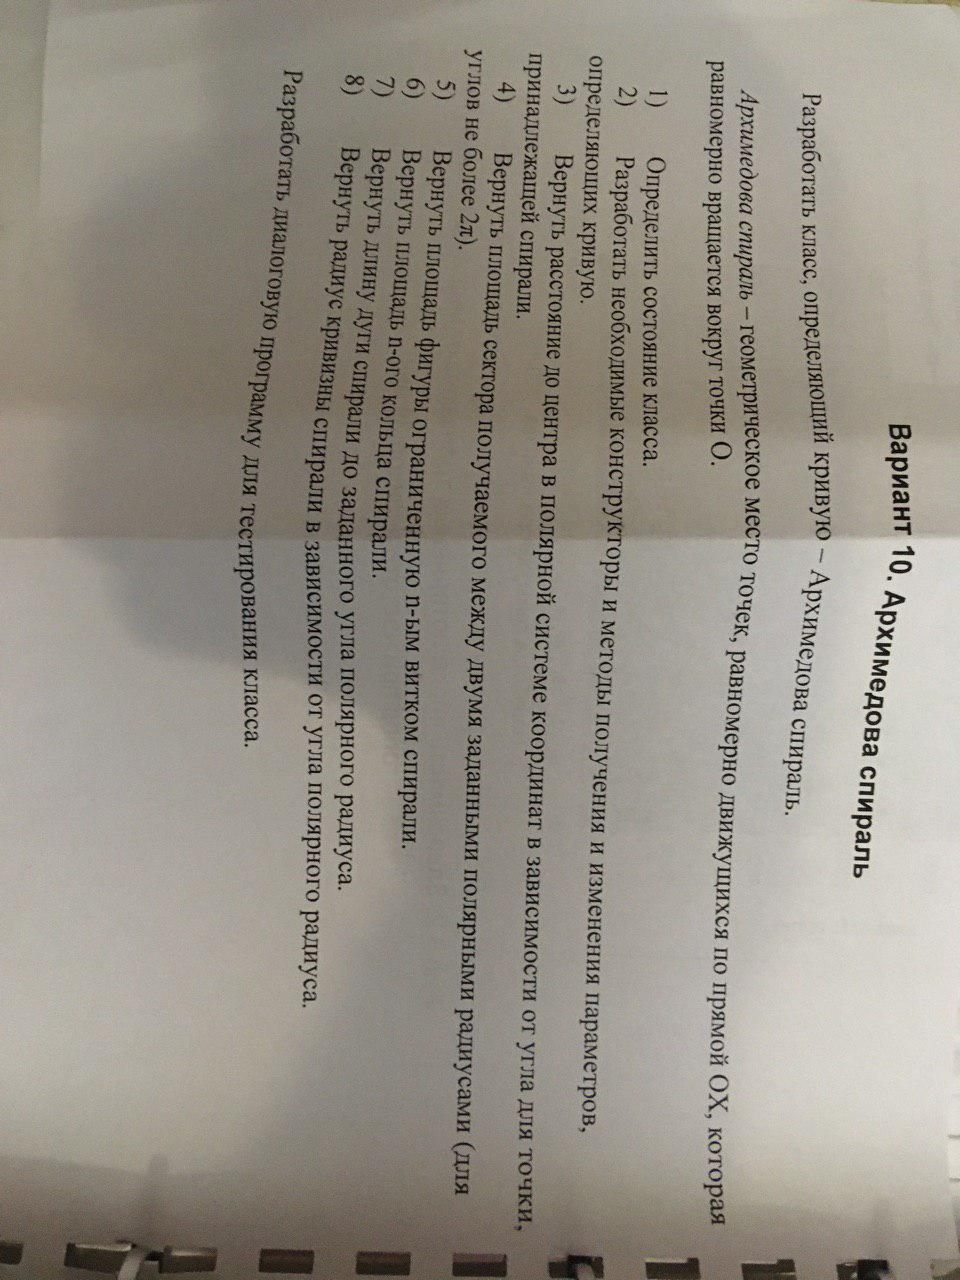 Вариант 10. Архимедова спираль
Разработать класс, определяющий кривую – Архимедова спираль.
Архимедова спираль – геометрическое место точек, равномерно движущихся по прямой ОХ, которая
равномерно вращается вокруг точки О.
1) Определить состояние класса.
2) Разработать необходимые конструкторы и методы получения и изменения параметров,
определяющих кривую.
3) Вернуть расстояние до центра в полярной системе координат в зависимости от угла для точки,
принадлежащей спирали.
4) Вернуть площадь сектора получаемого между двумя заданными полярными радиусами (для
углов не более 2π).
5) Вернуть площадь фигуры ограниченную n-ым витком спирали.
6) Вернуть площадь n-ого кольца спирали.
7) Вернуть длину дуги спирали до заданного угла полярного радиуса.
8) Вернуть радиус кривизны спирали в зависимости от угла полярного радиуса.
Разработать диалоговую программу для тестирования класса.